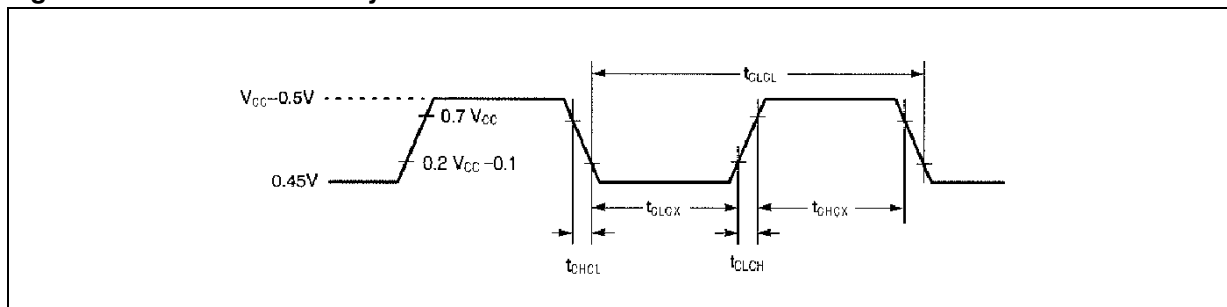 tCLCL
VCC-0.5V
0.7 VCC
0.2 VCC-0.1
0.45V
tCLCX
tCHCX
tCHCL
tCLCH